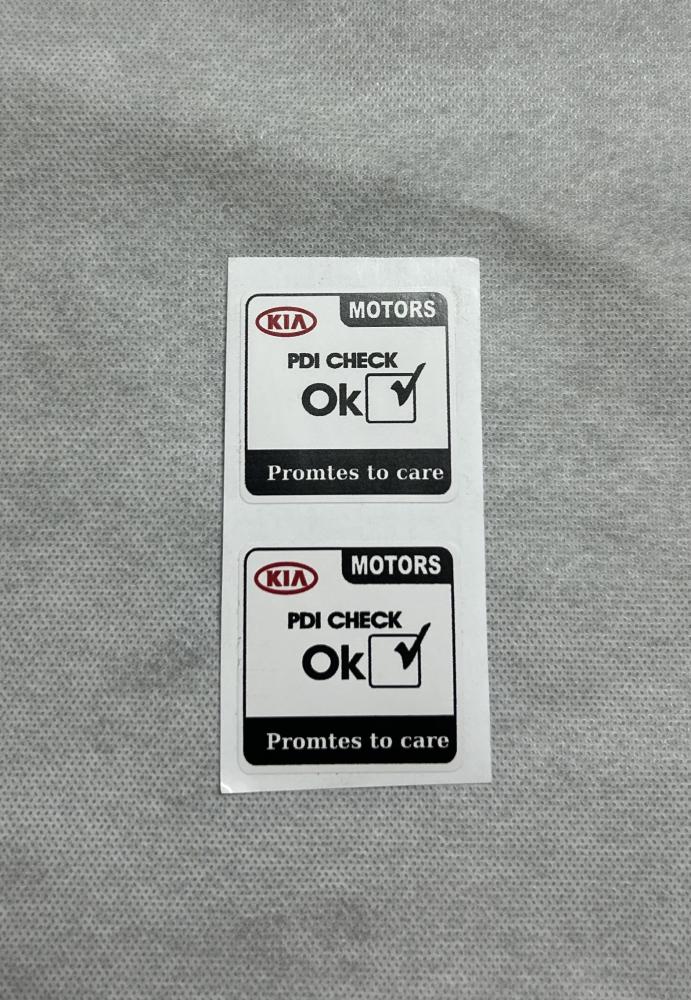 KIA MOTORS
PDI CHECK
Ok
Promtes to care
KIA MOTORS
PDI CHECK
Ok
Promtes to care